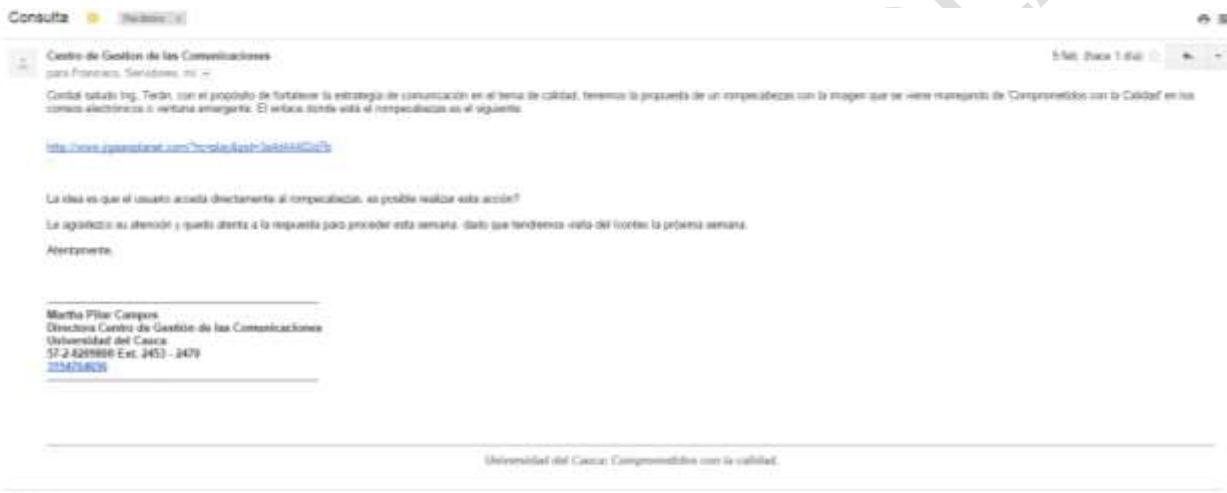 Consulta
Recibidos x
Centro de Gestion de las Comunicaciones
5 feb. (hace 1 día)
para Francisco, Servidores, mi
Cordial saludo Ing. Terán, con el propósito de fortalecer la estrategia de comunicación en el tema de calidad, tenemos la propuesta de un rompecabezas con la imagen que se viene manejando de 'Comprometidos con la Calidad' en los
correos electrónicos o ventana emergente. El enlace donde está el rompecabezas es el siguiente:
La idea es que el usuario acceda directamente al rompecabezas, es posible realizar esta acción?
Le agradezco su atención y quedo atenta a la respuesta para proceder esta semana, dado que tendremos visita del Icontec la próxima semana.
Atentamente,
Martha Pilar Campos
Directora Centro de Gestión de las Comunicaciones
Universidad del Cauca
57-2-8209800 Ext. 2453 - 2470
Universidad del Cauca: Comprometidos con la calidad.